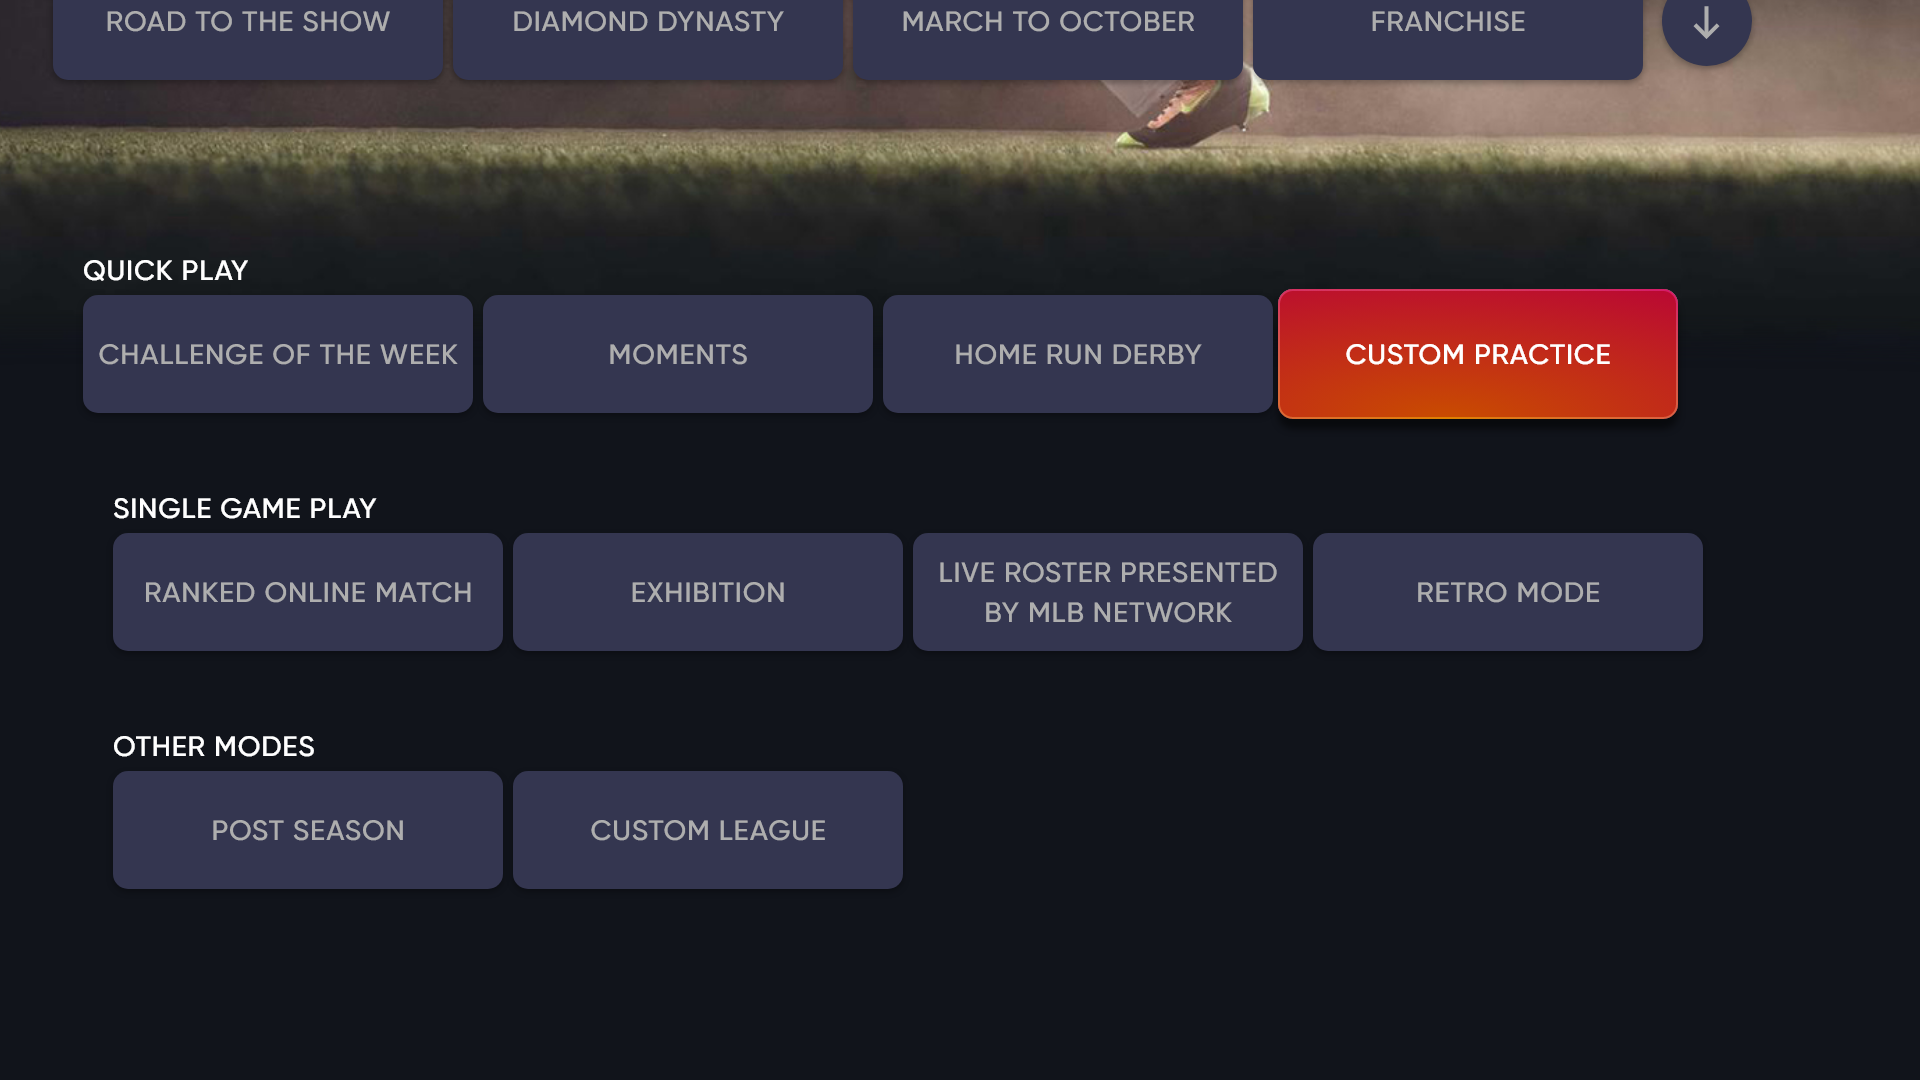 ROAD TO THE SHOW
DIAMOND DYNASTY
MARCH TO OCTOBER
FRANCHISE
QUICK PLAY
CHALLENGE OF THE WEEK
MOMENTS
HOME RUN DERBY
CUSTOM PRACTICE
SINGLE GAME PLAY
RANKED ONLINE MATCH
EXHIBITION
LIVE ROSTER PRESENTED
BY MLB NETWORK
RETRO MODE
OTHER MODES
POST SEASON
CUSTOM LEAGUE